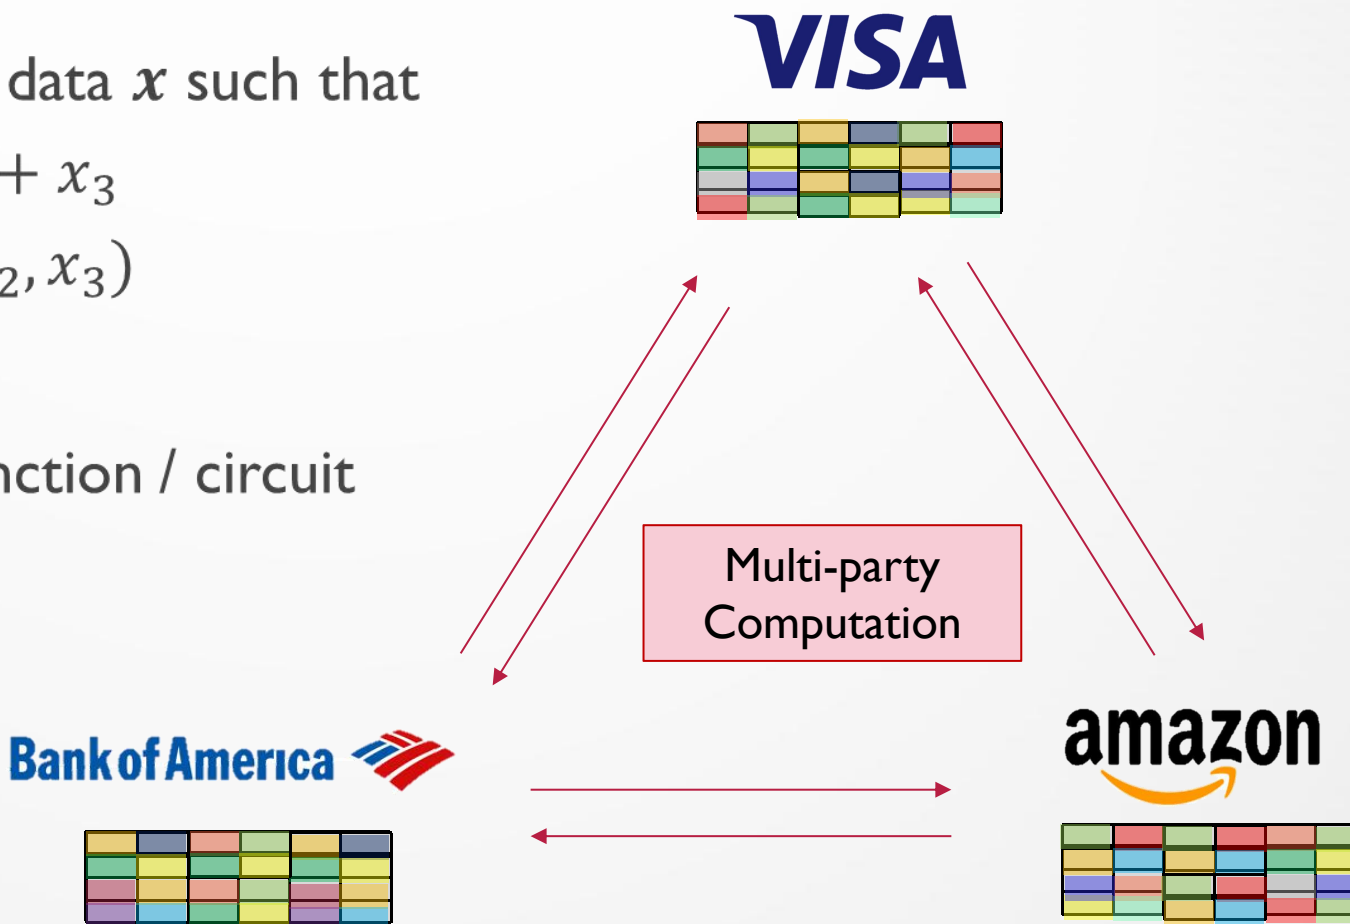 VISA
data x such that
+ x₃
₂, x₃)
nction / circuit
Multi-party
Computation
Bank of America
amazon